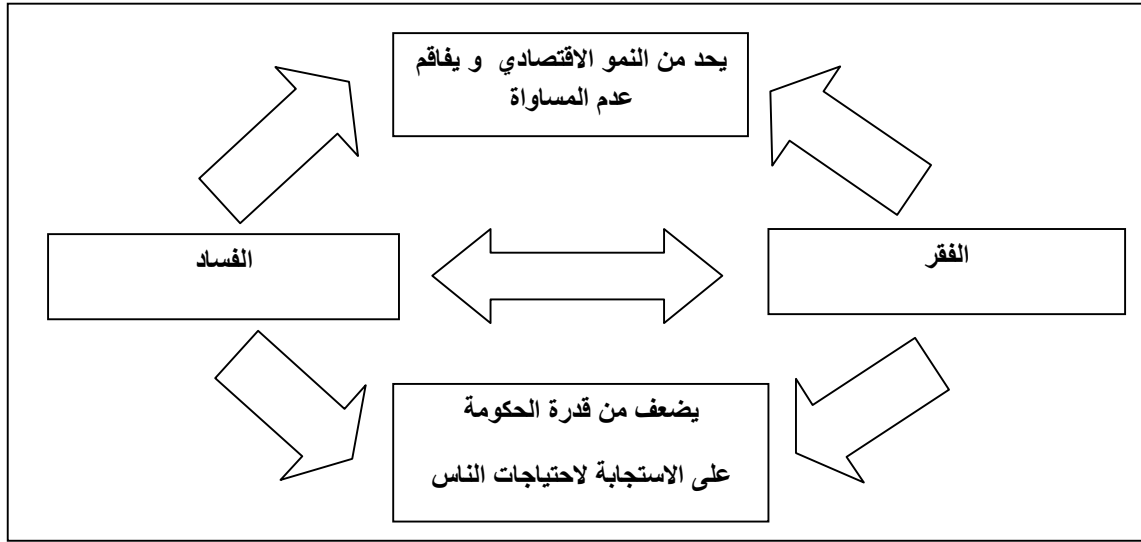 يحد من النمو الاقتصادي و يفاقم
عدم المساواة
الفقر
الفساد
يضعف من قدرة الحكومة
على الاستجابة لاحتياجات الناس